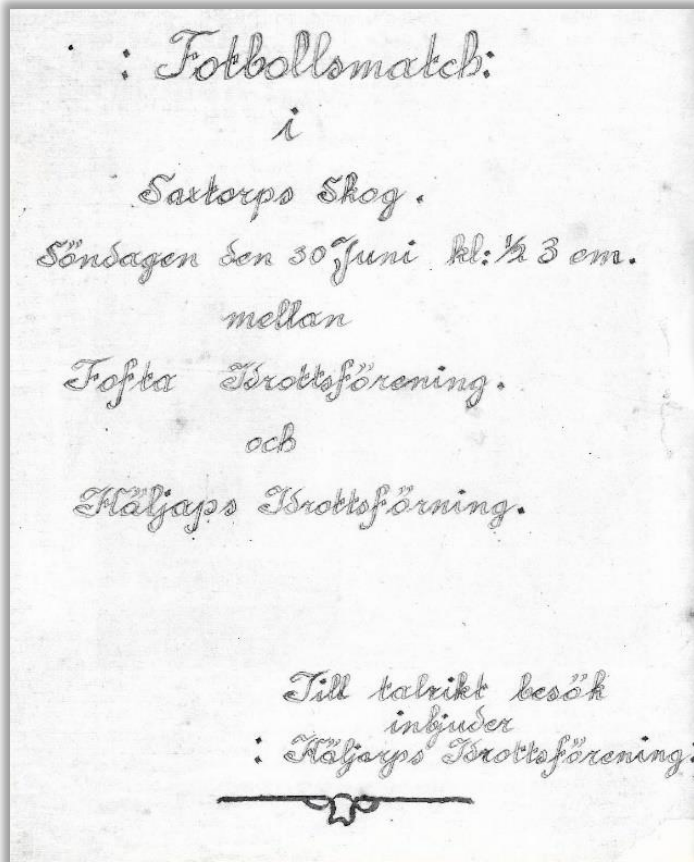 : Fotbollsmatch:
i
Saxtorps Skog.
Söndagen den 30 Juni kl: ½ 3 em.
mellan
Tofta Idrottsförening.
och
Häljaps Idrottsförning.
Till talrikt besök
inbjuder
: Häljarps Idrottsförening: